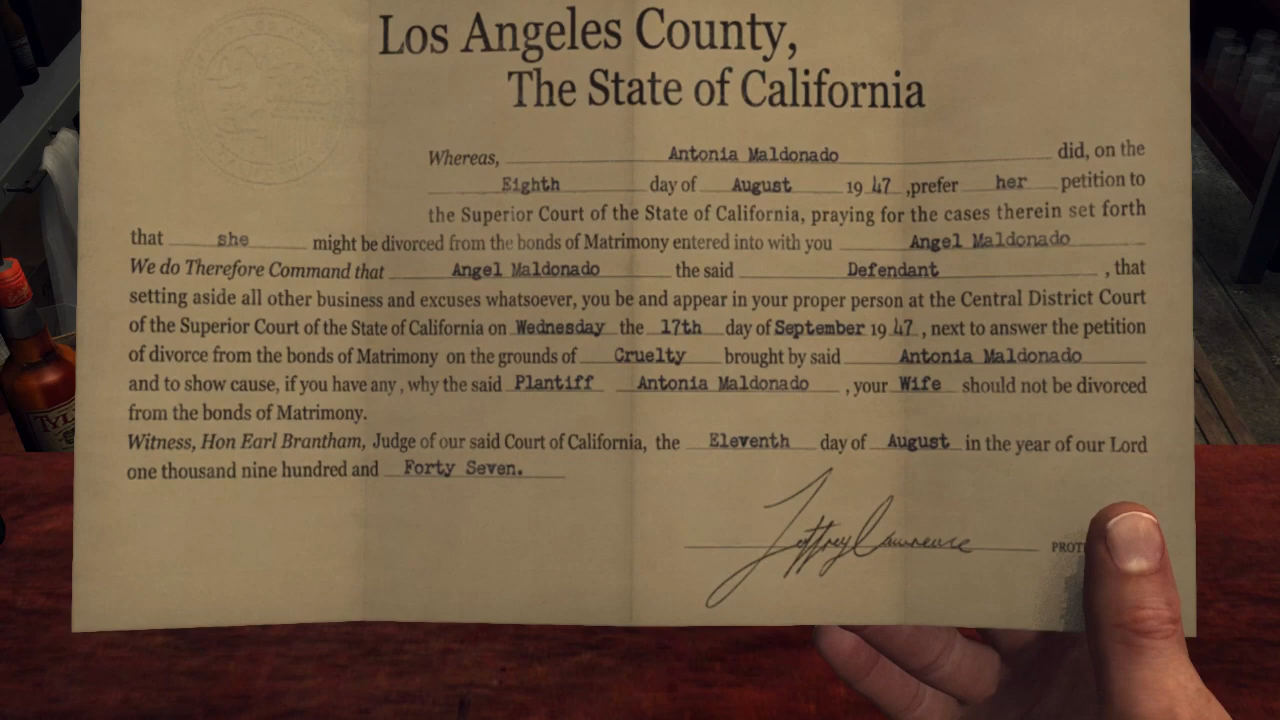 Los Angeles County,
The State of California
Whereas, Antonia Maldonado did, on the
Eighth day of August 19 47 ,prefer her petition to
the Superior Court of the State of California, praying for the cases therein set forth
that she might be divorced from the bonds of Matrimony entered into with you Angel Maldonado
We do Therefore Command that Angel Maldonado the said Defendant , that
setting aside all other business and excuses whatsoever, you be and appear in your proper person at the Central District Court
of the Superior Court of the State of California on Wednesday the 17th day of September 19 47 , next to answer the petition
of divorce from the bonds of Matrimony on the grounds of Cruelty brought by said Antonia Maldonado
and to show cause, if you have any , why the said Plantiff Antonia Maldonado , your Wife should not be divorced
from the bonds of Matrimony.
Witness, Hon Earl Brantham, Judge of our said Court of California, the Eleventh day of August in the year of our Lord
one thousand nine hundred and Forty Seven.
Jeffrey Lawrence